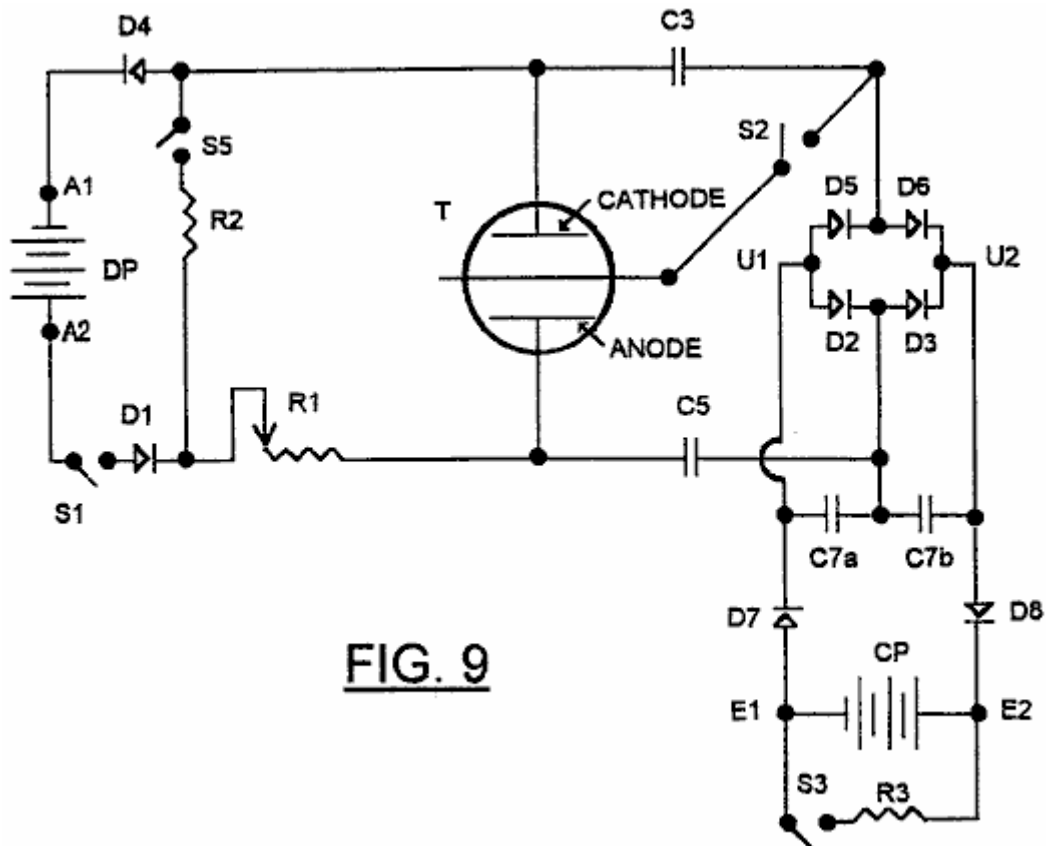 D4
C3
S2
S5
A1
R2
T
CATHODE
D5
D6
DP
U1
U2
A2
ANODE
D2
D3
D1
R1
C5
S1
C7a
C7b
D7
D8
CP
FIG. 9
E1
E2
S3
R3